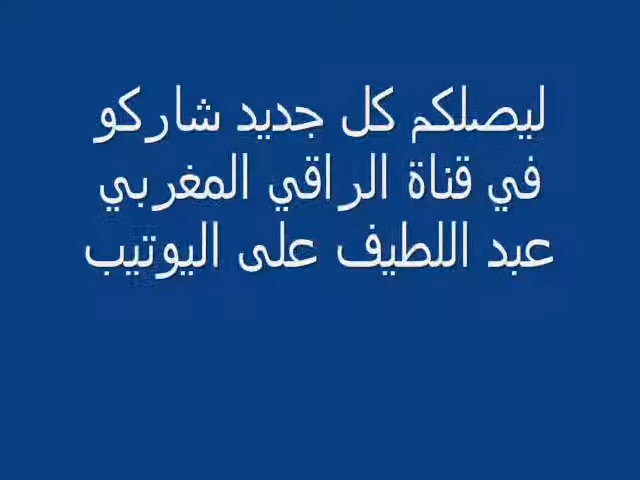 ليصلكم كل جديد شاركو
في قناة الراقي المغربي
عبد اللطيف على اليوتيب